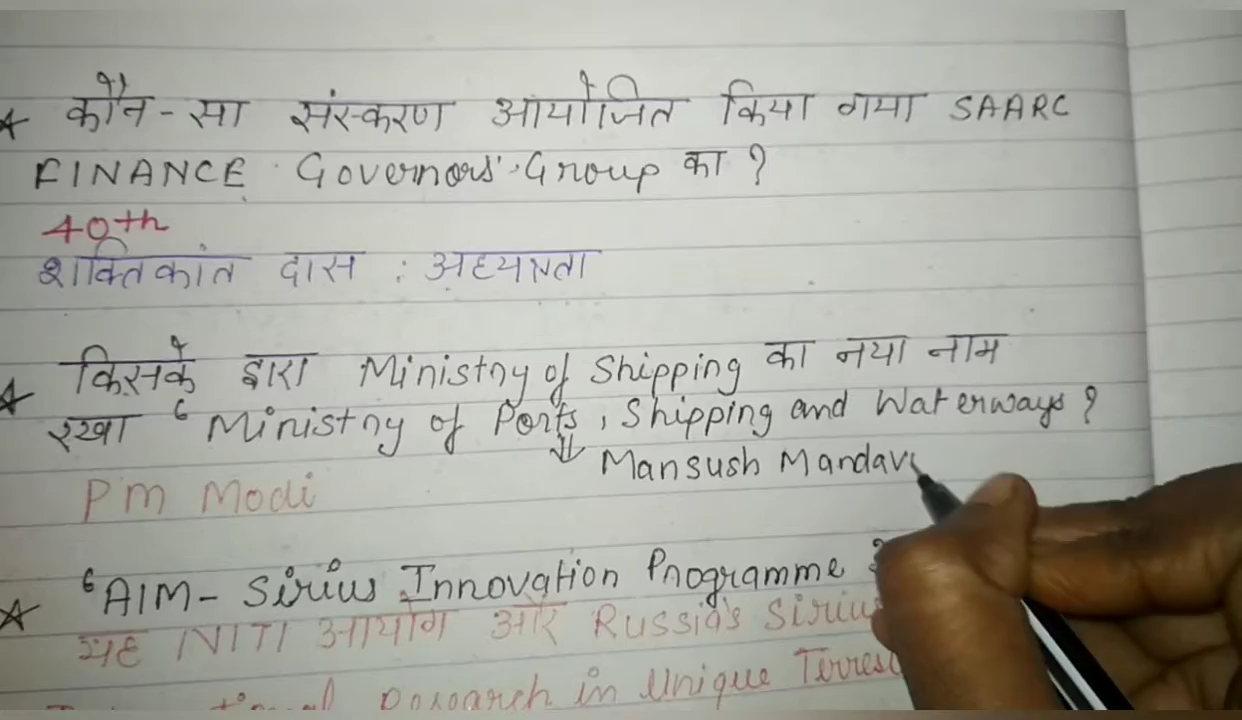 ☆ कौन-सा संस्करण आयोजित किया गया SAARC
FINANCE Governors' Group का ?
40th
शक्तिकांत दास : अध्यक्षता
☆ किसके द्वारा Ministry of Shipping का नया नाम
रखा 'Ministry of Ports, Shipping and Waterways ?
⇓ Mansush Mandav
PM Modi
☆ 'AIM- Sirius Innovation Programme
यह NITI आयोग और Russia's Sirius
in Unique